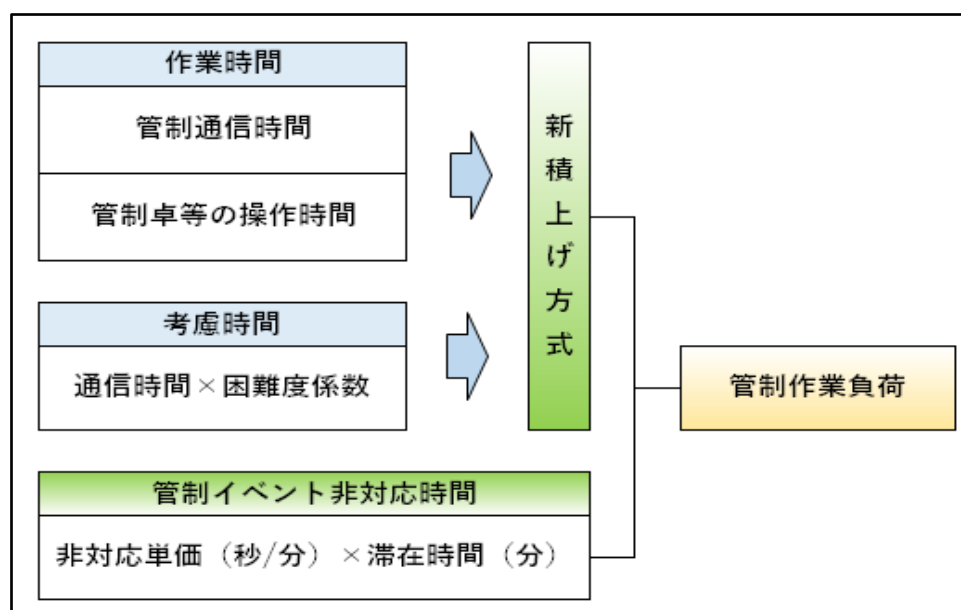 作業時間
管制通信時間
管制卓等の操作時間
考慮時間
通信時間×困難度係数
新積上げ方式
管制イベント非対応時間
非対応単価（秒/分）×滞在時間（分）
管制作業負荷